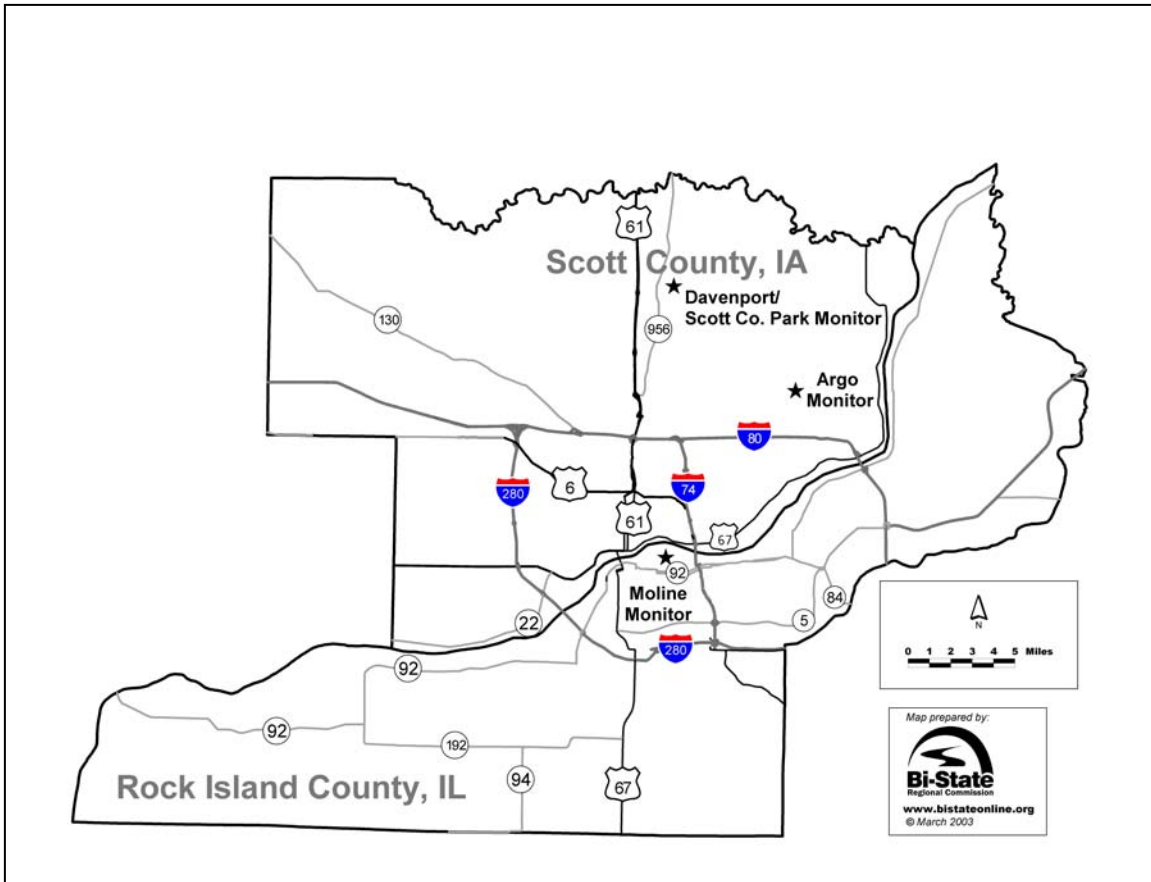 61
Scott County, IA
Davenport/
Scott Co. Park Monitor
130
956
Argo
Monitor
80
280
6
74
61
67
92
Moline
Monitor
84
22
5
280
92
92
192
94
67
Rock Island County, IL
N
0 1 2 3 4 5 Miles
Map prepared by:
Bi-State
Regional Commission
www.bistateonline.org
© March 2003